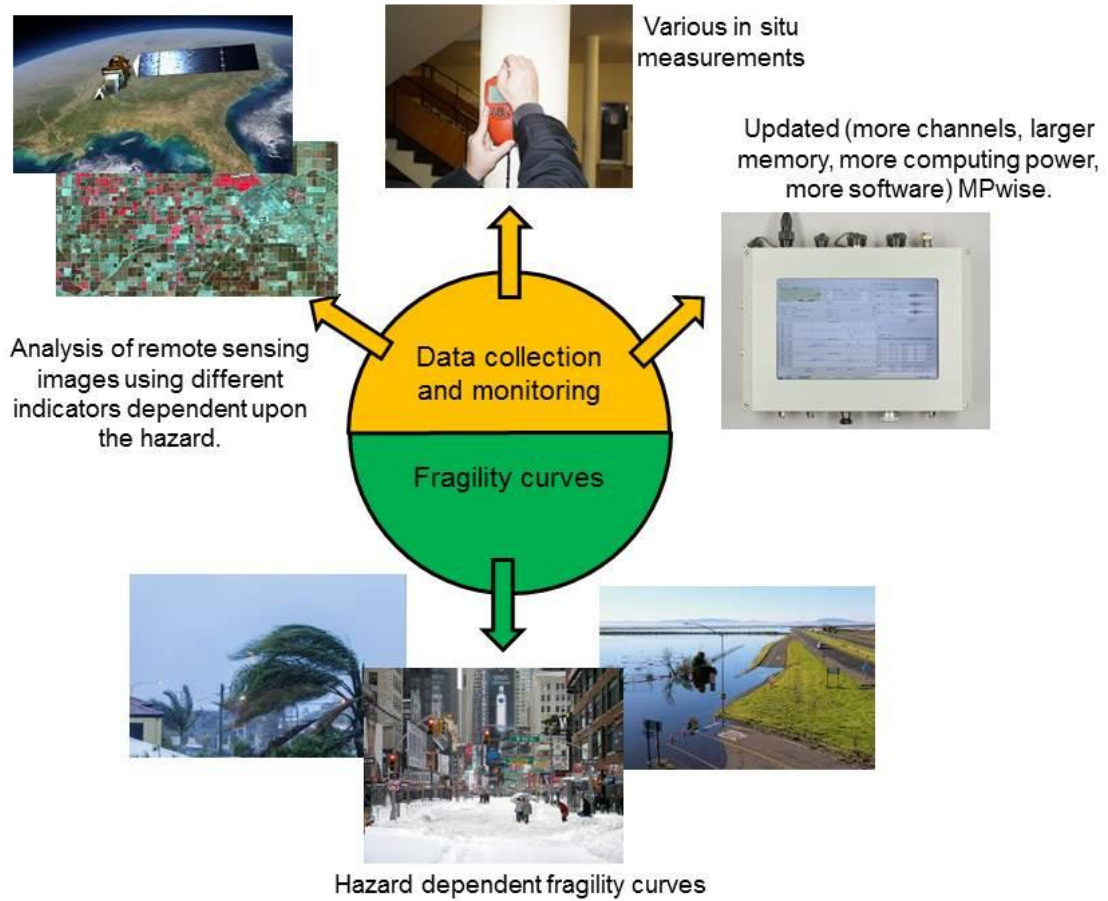 Various in situ
measurements
Updated (more channels, larger
memory, more computing power,
more software) MPwise.
Data collection
and monitoring
Analysis of remote sensing
images using different
indicators dependent upon
the hazard.
Fragility curves
Hazard dependent fragility curves